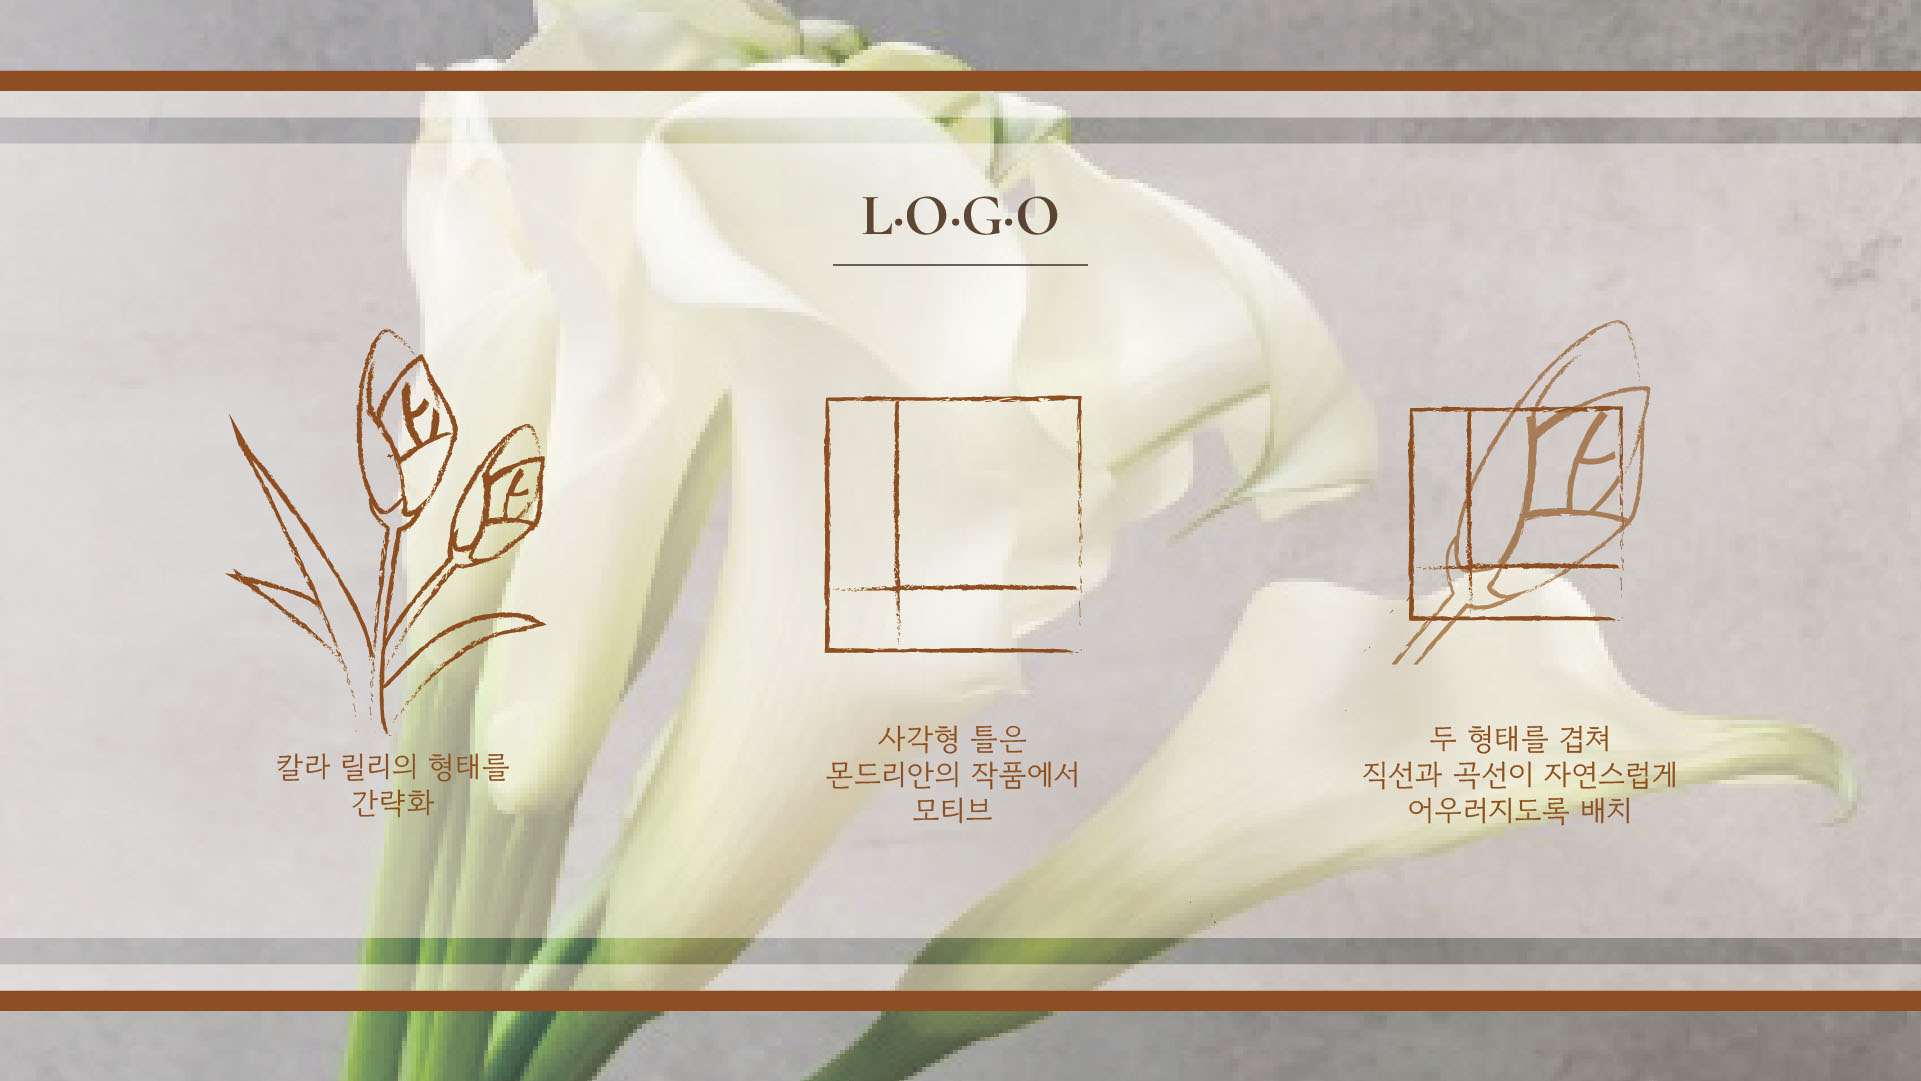 L·O·G·O
칼라 릴리의 형태를
간략화
사각형 틀은
몬드리안의 작품에서
모티브
두 형태를 겹쳐
직선과 곡선이 자연스럽게
어우러지도록 배치